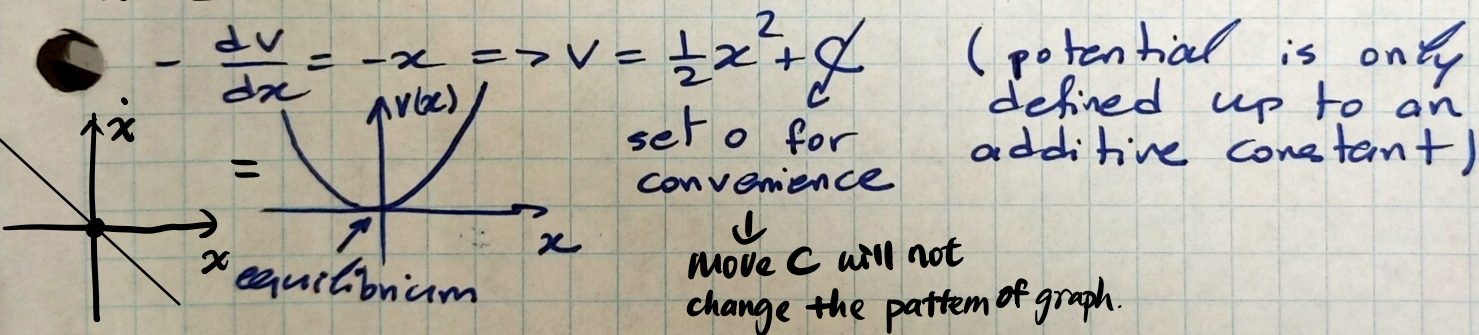 - dV/dx = -x => V = 1/2 x² + C (potential is only
defined up to an
additive constant)
ẋ
V(x)
=
set 0 for
convenience
x
x
equilibrium
↓
move C will not
change the pattern of graph.